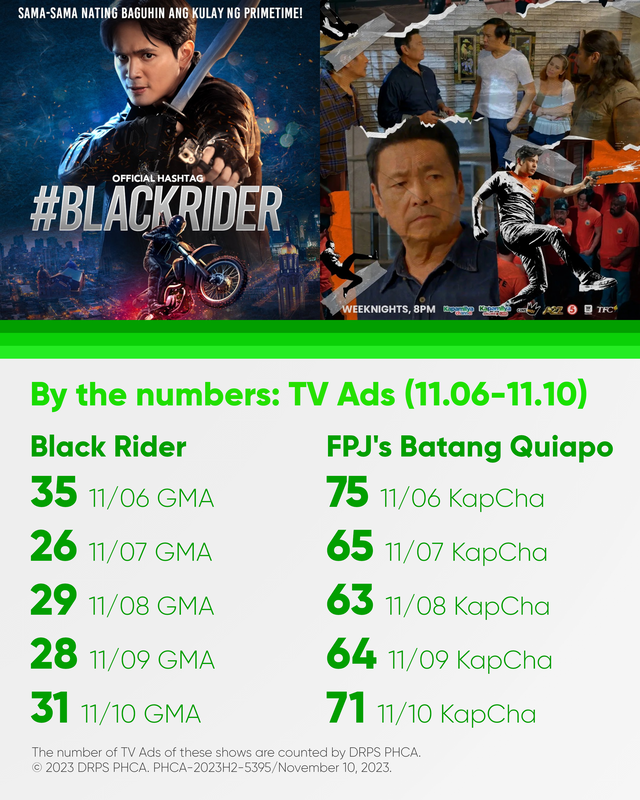 SAMA-SAMA NATING BAGUHIN ANG KULAY NG PRIMETIME!
OFFICIAL HASHTAG
#BLACKRIDER
WEEKNIGHTS, 8PM
TFC
By the numbers: TV Ads (11.06-11.10)
Black Rider
35 11/06 GMA
26 11/07 GMA
29 11/08 GMA
28 11/09 GMA
31 11/10 GMA
FPJ's Batang Quiapo
75 11/06 KapCha
65 11/07 KapCha
63 11/08 KapCha
64 11/09 KapCha
71 11/10 KapCha
The number of TV Ads of these shows are counted by DRPS PHCA.
© 2023 DRPS PHCA. PHCA-2023H2-5395/November 10, 2023.